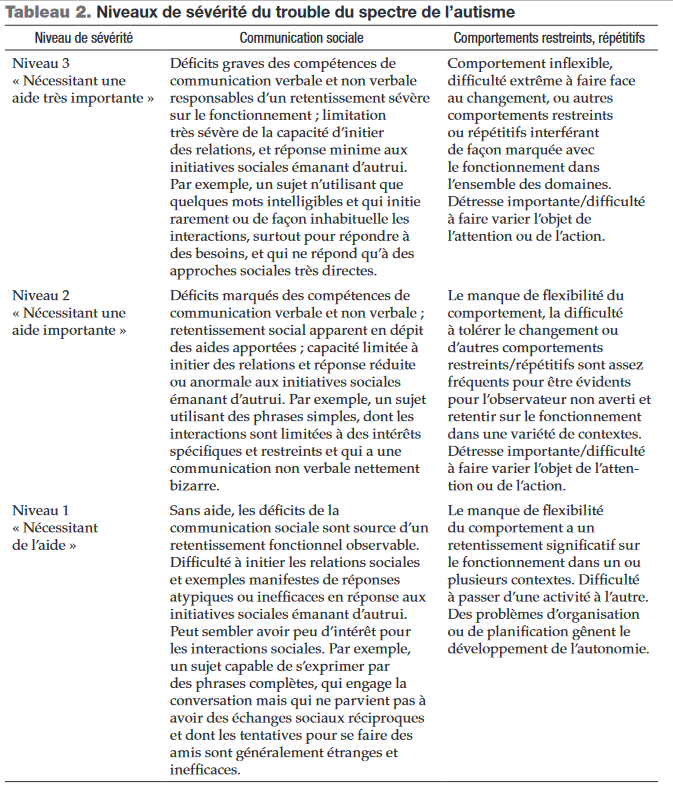 Tableau 2. Niveaux de sévérité du trouble du spectre de l’autisme
Niveau de sévérité
Communication sociale
Comportements restreints, répétitifs
Niveau 3
« Nécessitant une
aide très importante »
Déficits graves des compétences de
communication verbale et non verbale
responsables d’un retentissement sévère
sur le fonctionnement ; limitation
très sévère de la capacité d’initier
des relations, et réponse minime aux
initiatives sociales émanant d’autrui.
Par exemple, un sujet n’utilisant que
quelques mots intelligibles et qui initie
rarement ou de façon inhabituelle les
interactions, surtout pour répondre à
des besoins, et qui ne répond qu’à des
approches sociales très directes.
Comportement inflexible,
difficulté extrême à faire face
au changement, ou autres
comportements restreints
ou répétitifs interférant
de façon marquée avec
le fonctionnement dans
l’ensemble des domaines.
Détresse importante/difficulté
à faire varier l’objet de
l’attention ou de l’action.
Niveau 2
« Nécessitant une
aide importante »
Déficits marqués des compétences de
communication verbale et non verbale ;
retentissement social apparent en dépit
des aides apportées ; capacité limitée à
initier des relations et réponse réduite
ou anormale aux initiatives sociales
émanant d’autrui. Par exemple, un sujet
utilisant des phrases simples, dont les
interactions sont limitées à des intérêts
spécifiques et restreints et qui a une
communication non verbale nettement
bizarre.
Le manque de flexibilité du
comportement, la difficulté
à tolérer le changement ou
d’autres comportements
restreints/répétitifs sont assez
fréquents pour être évidents
pour l’observateur non averti et
retentir sur le fonctionnement
dans une variété de contextes.
Détresse importante/difficulté
à faire varier l’objet de l’atten-
tion ou de l’action.
Niveau 1
« Nécessitant
de l’aide »
Sans aide, les déficits de la
communication sociale sont source d’un
retentissement fonctionnel observable.
Difficulté à initier les relations sociales
et exemples manifestes de réponses
atypiques ou inefficaces en réponse aux
initiatives sociales émanant d’autrui.
Peut sembler avoir peu d’intérêt pour
les interactions sociales. Par exemple,
un sujet capable de s’exprimer par
des phrases complètes, qui engage la
conversation mais qui ne parvient pas à
avoir des échanges sociaux réciproques
et dont les tentatives pour se faire des
amis sont généralement étranges et
inefficaces.
Le manque de flexibilité
du comportement a un
retentissement significatif sur
le fonctionnement dans un ou
plusieurs contextes. Difficulté
à passer d’une activité à l’autre.
Des problèmes d’organisation
ou de planification gênent le
développement de l’autonomie.